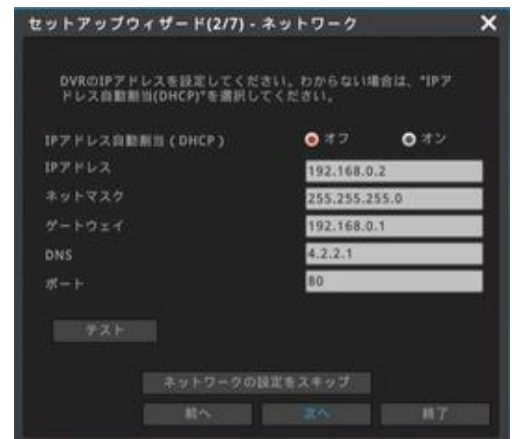 セットアップウィザード(2/7) - ネットワーク
DVRのIPアドレスを設定してください。わからない場合は、"IPア
ドレス自動割当(DHCP)"を選択してください。
IPアドレス自動割当 ( DHCP ) オフ オン
IPアドレス 192.168.0.2
ネットマスク 255.255.255.0
ゲートウェイ 192.168.0.1
DNS 4.2.2.1
ポート 80
テスト
ネットワークの設定をスキップ
前へ 次へ 終了